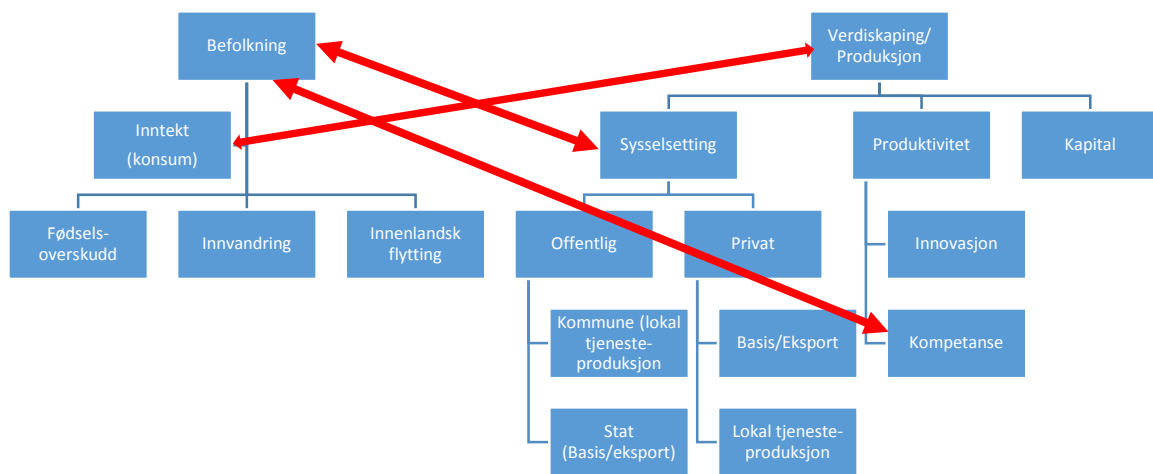 Befolkning
Verdiskaping/
Produksjon
Inntekt
(konsum)
Sysselsetting
Produktivitet
Kapital
Fødsels-
overskudd
Innvandring
Innenlandsk
flytting
Offentlig
Privat
Innovasjon
Kommune (lokal
tjeneste-
produksjon
Basis/Eksport
Kompetanse
Stat
(Basis/eksport)
Lokal tjeneste-
produksjon